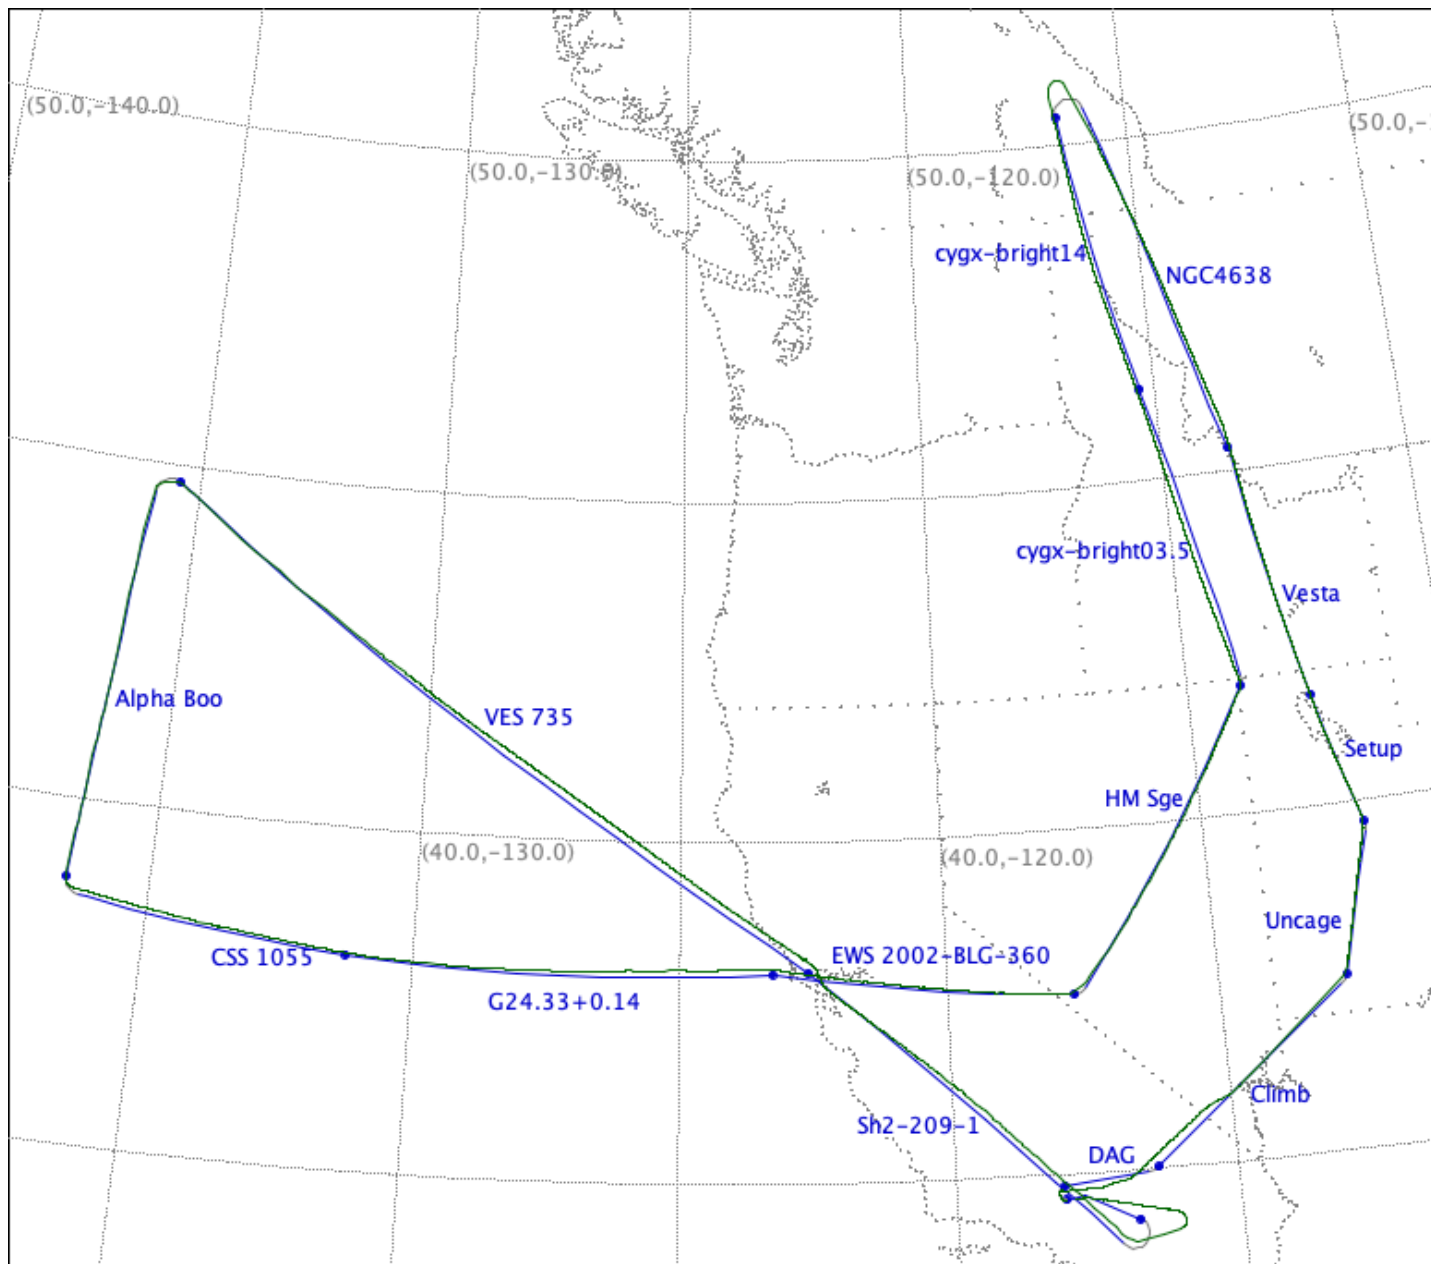 (50.0,-140.0)
(50.0,-1
(50.0,-130.0)
(50.0,-120.0)
cygx-bright14
NGC4638
cygx-bright03.5
Vesta
Alpha Boo
VES 735
Setup
HM Sge
(40.0,-130.0)
(40.0,-120.0)
Uncage
CSS 1055
EWS 2002-BLG-360
G24.33+0.14
Climb
Sh2-209-1
DAG